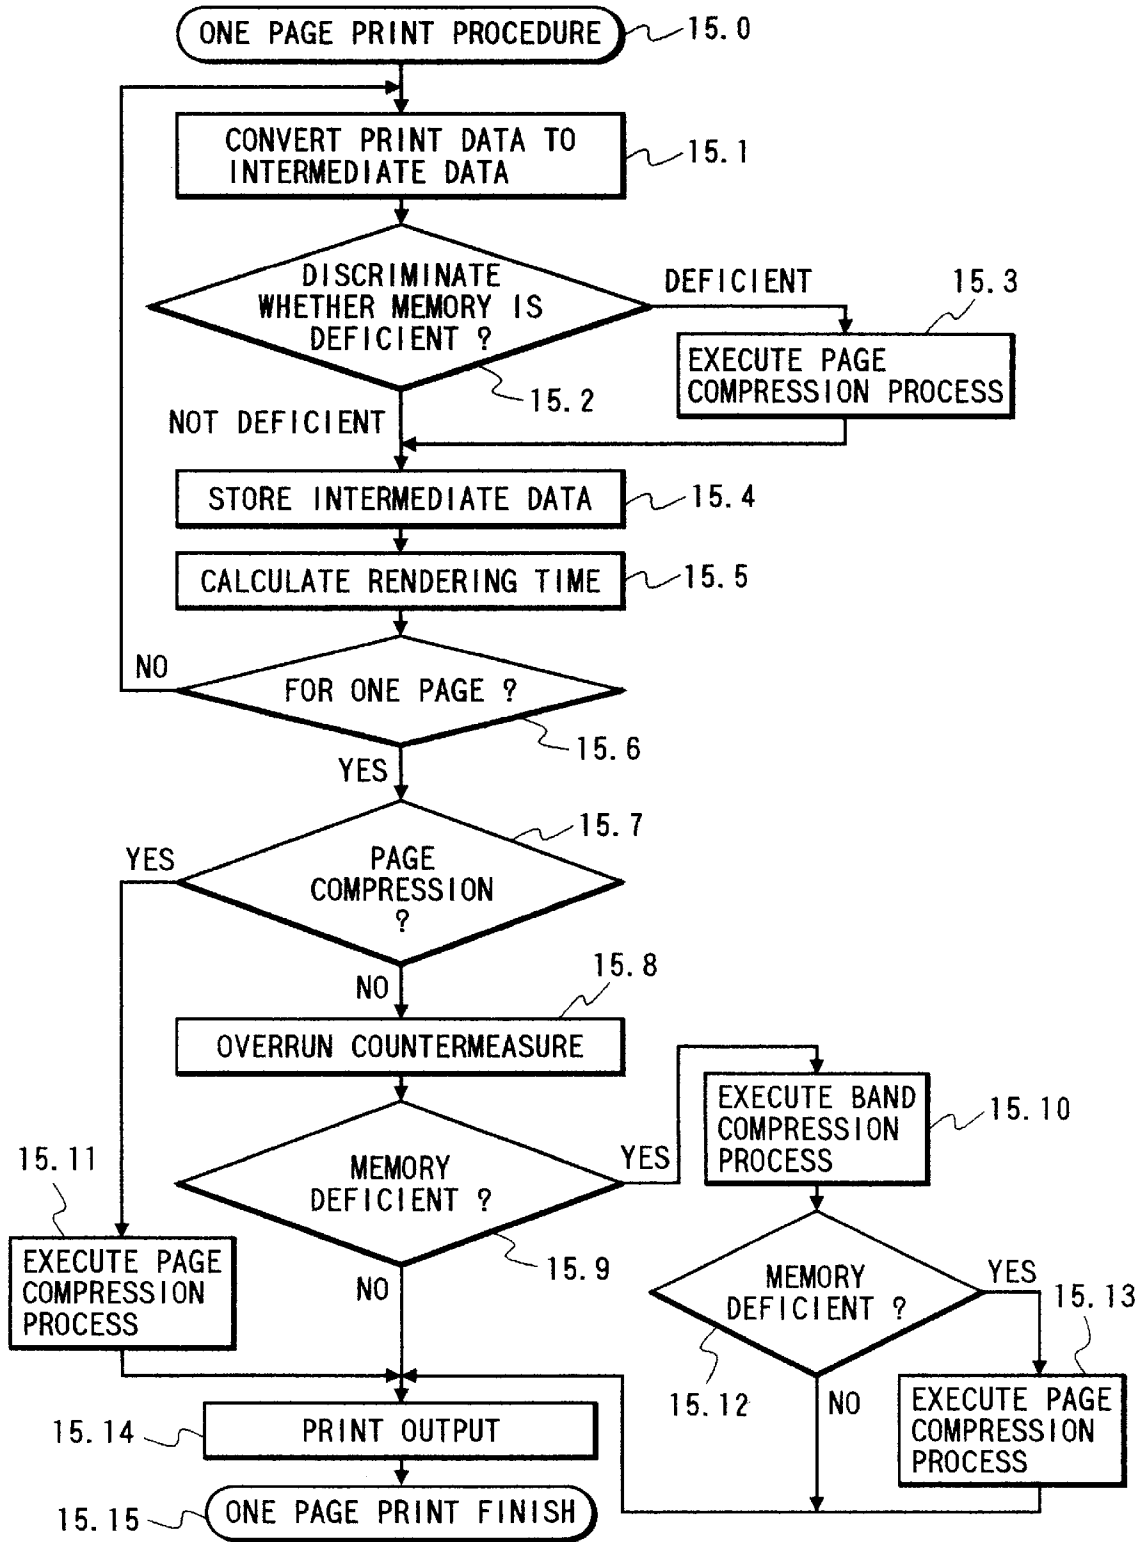 ONE PAGE PRINT PROCEDURE
15.0
CONVERT PRINT DATA TO
INTERMEDIATE DATA
15.1
DISCRIMINATE
WHETHER MEMORY IS
DEFICIENT ?
15.2
DEFICIENT
15.3
EXECUTE PAGE
COMPRESSION PROCESS
NOT DEFICIENT
STORE INTERMEDIATE DATA
15.4
CALCULATE RENDERING TIME
15.5
NO
FOR ONE PAGE ?
15.6
YES
15.7
YES
PAGE
COMPRESSION
?
NO
15.8
OVERRUN COUNTERMEASURE
EXECUTE BAND
COMPRESSION
PROCESS
15.10
YES
MEMORY
DEFICIENT ?
15.9
NO
15.11
EXECUTE PAGE
COMPRESSION
PROCESS
MEMORY
DEFICIENT ?
YES
15.13
15.12
NO
EXECUTE PAGE
COMPRESSION
PROCESS
15.14
PRINT OUTPUT
15.15
ONE PAGE PRINT FINISH